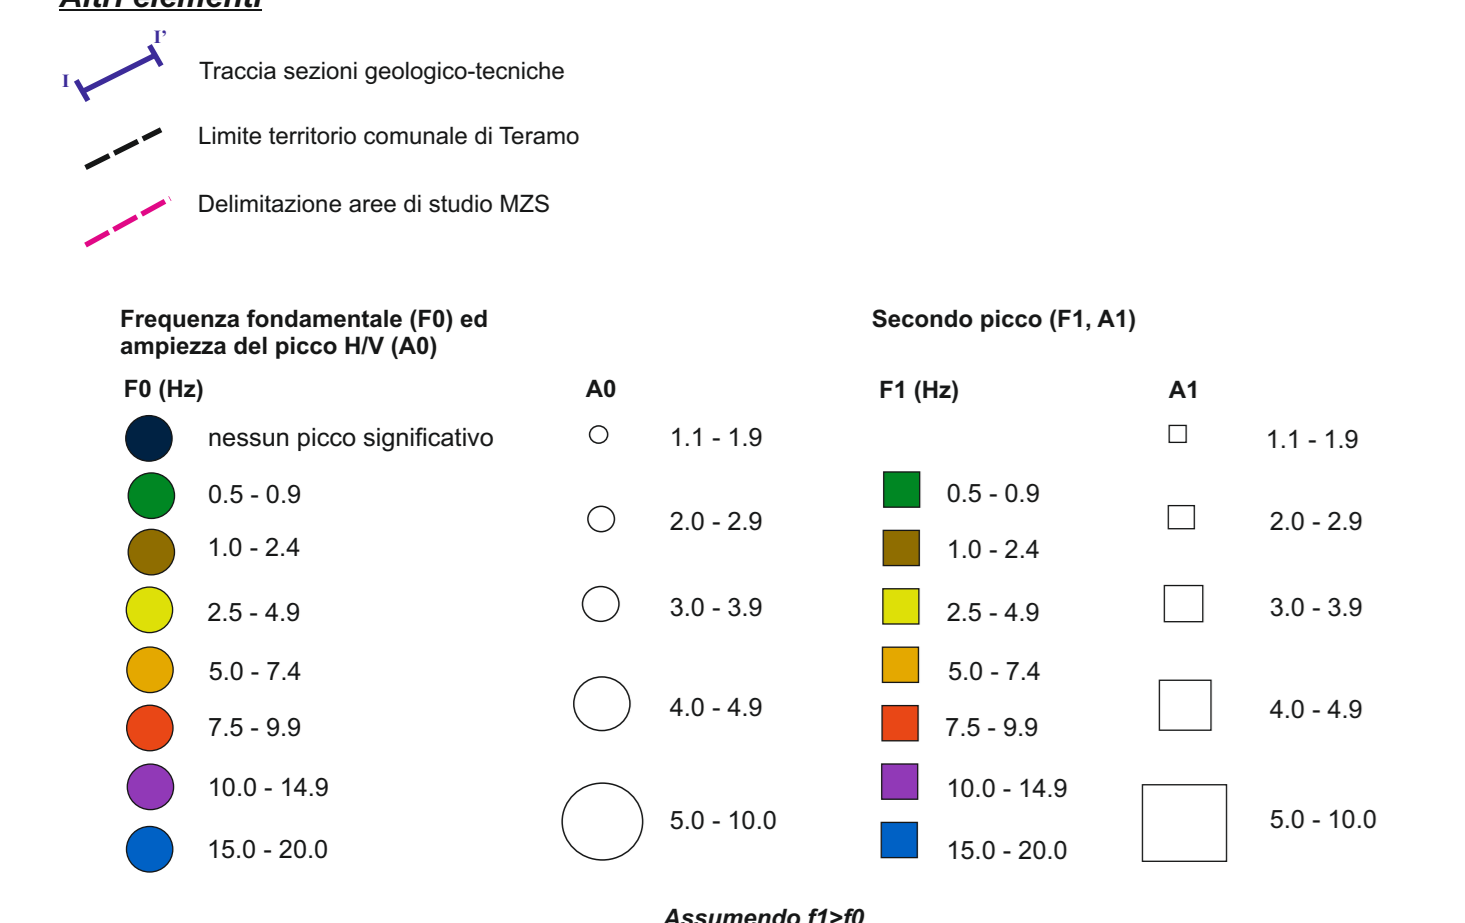 Altri elementi
I'
I
Traccia sezioni geologico-tecniche
Limite territorio comunale di Teramo
Delimitazione aree di studio MZS
Frequenza fondamentale (F0) ed
ampiezza del picco H/V (A0)
F0 (Hz)
A0
nessun picco significativo
1.1 - 1.9
0.5 - 0.9
2.0 - 2.9
1.0 - 2.4
2.5 - 4.9
3.0 - 3.9
5.0 - 7.4
4.0 - 4.9
7.5 - 9.9
10.0 - 14.9
5.0 - 10.0
15.0 - 20.0
Secondo picco (F1, A1)
F1 (Hz)
A1
1.1 - 1.9
0.5 - 0.9
2.0 - 2.9
1.0 - 2.4
2.5 - 4.9
3.0 - 3.9
5.0 - 7.4
4.0 - 4.9
7.5 - 9.9
10.0 - 14.9
5.0 - 10.0
15.0 - 20.0
Assumendo f1>f0